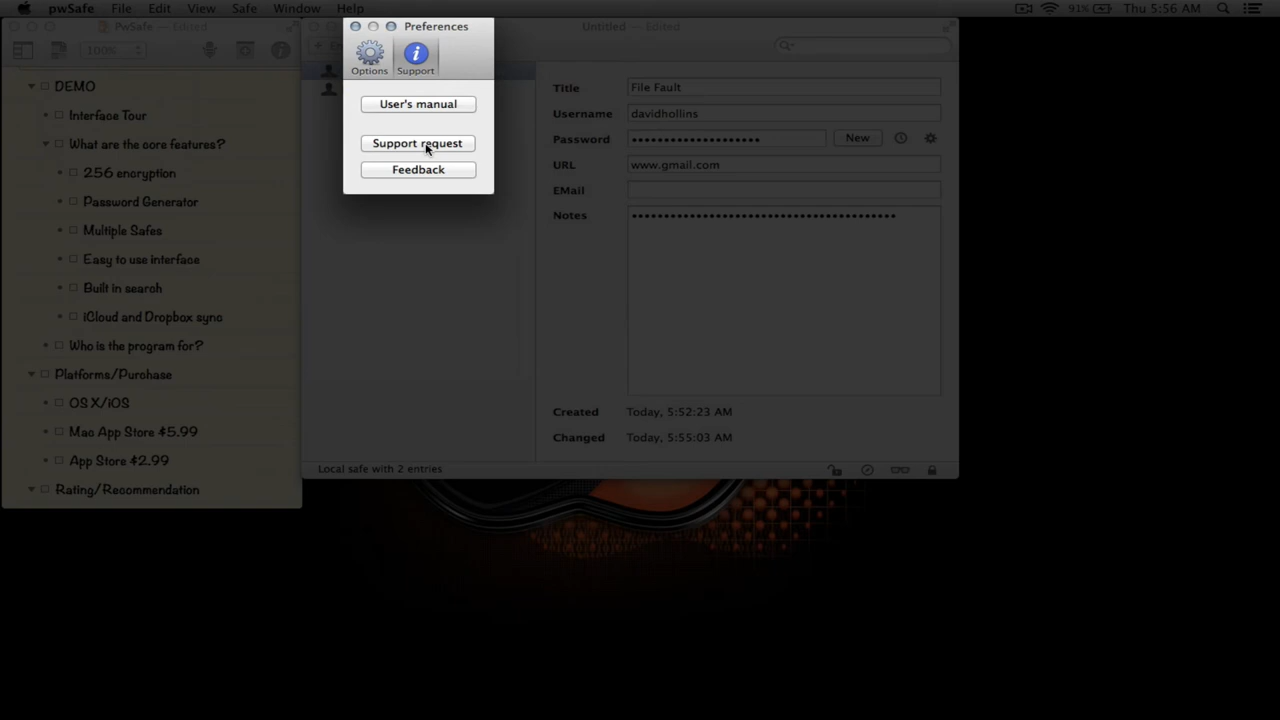 pwSafe File Edit View Safe Window Help
91% Thu 5:56 AM
PwSafe — Edited
100%
DEMO
Interface Tour
What are the core features?
256 encryption
Password Generator
Multiple Safes
Easy to use interface
Built in search
iCloud and Dropbox sync
Who is the program for?
Platforms/Purchase
OS X/iOS
Mac App Store $5.99
App Store $2.99
Rating/Recommendation
Preferences
Options Support
User's manual
Support request
Feedback
Untitled — Edited
Title File Fault
Username davidhollins
Password •••••••••••••••••••• New
URL www.gmail.com
EMail
Notes •••••••••••••••••••••••••••••••••••••••••
Created Today, 5:52:23 AM
Changed Today, 5:55:03 AM
Local safe with 2 entries